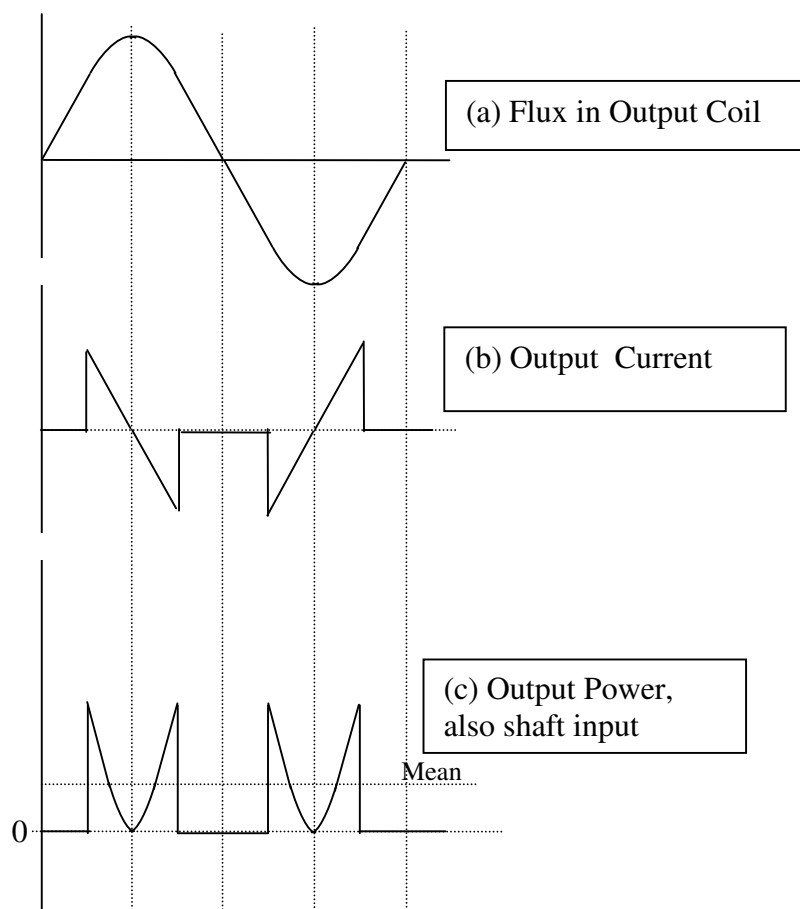 (a) Flux in Output Coil
(b) Output  Current
(c) Output Power,
also shaft input
Mean
0